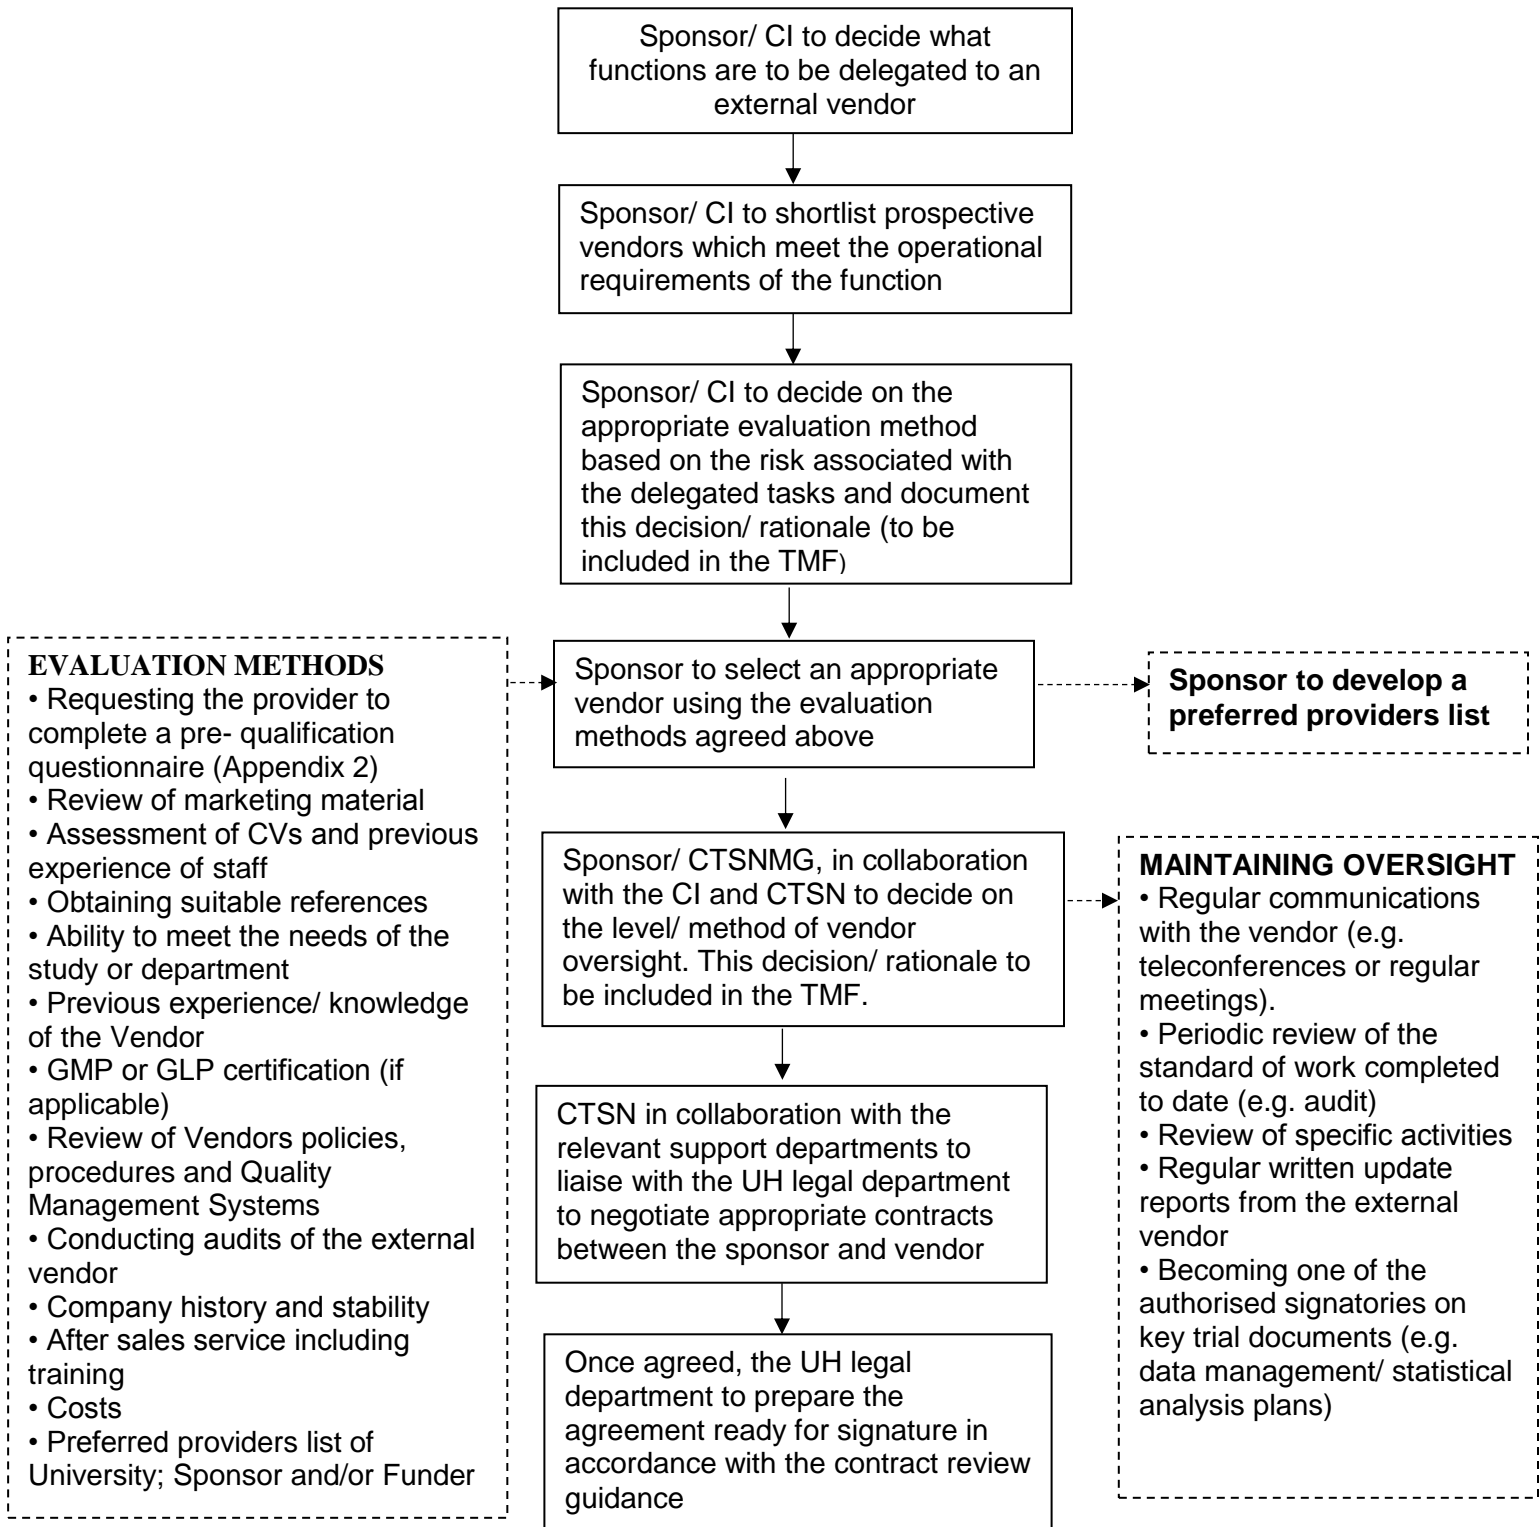 Sponsor/ CI to decide what
functions are to be delegated to an
external vendor
Sponsor/ CI to shortlist prospective
vendors which meet the operational
requirements of the function
Sponsor/ CI to decide on the
appropriate evaluation method
based on the risk associated with
the delegated tasks and document
this decision/ rationale (to be
included in the TMF)
EVALUATION METHODS
• Requesting the provider to
complete a pre- qualification
questionnaire (Appendix 2)
• Review of marketing material
• Assessment of CVs and previous
experience of staff
• Obtaining suitable references
• Ability to meet the needs of the
study or department
• Previous experience/ knowledge
of the Vendor
• GMP or GLP certification (if
applicable)
• Review of Vendors policies,
procedures and Quality
Management Systems
• Conducting audits of the external
vendor
• Company history and stability
• After sales service including
training
• Costs
• Preferred providers list of
University; Sponsor and/or Funder
Sponsor to select an appropriate
vendor using the evaluation
methods agreed above
Sponsor to develop a
preferred providers list
Sponsor/ CTSNMG, in collaboration
with the CI and CTSN to decide on
the level/ method of vendor
oversight. This decision/ rationale to
be included in the TMF.
MAINTAINING OVERSIGHT
• Regular communications
with the vendor (e.g.
teleconferences or regular
meetings).
• Periodic review of the
standard of work completed
to date (e.g. audit)
• Review of specific activities
• Regular written update
reports from the external
vendor
• Becoming one of the
authorised signatories on
key trial documents (e.g.
data management/ statistical
analysis plans)
CTSN in collaboration with the
relevant support departments to
liaise with the UH legal department
to negotiate appropriate contracts
between the sponsor and vendor
Once agreed, the UH legal
department to prepare the
agreement ready for signature in
accordance with the contract review
guidance